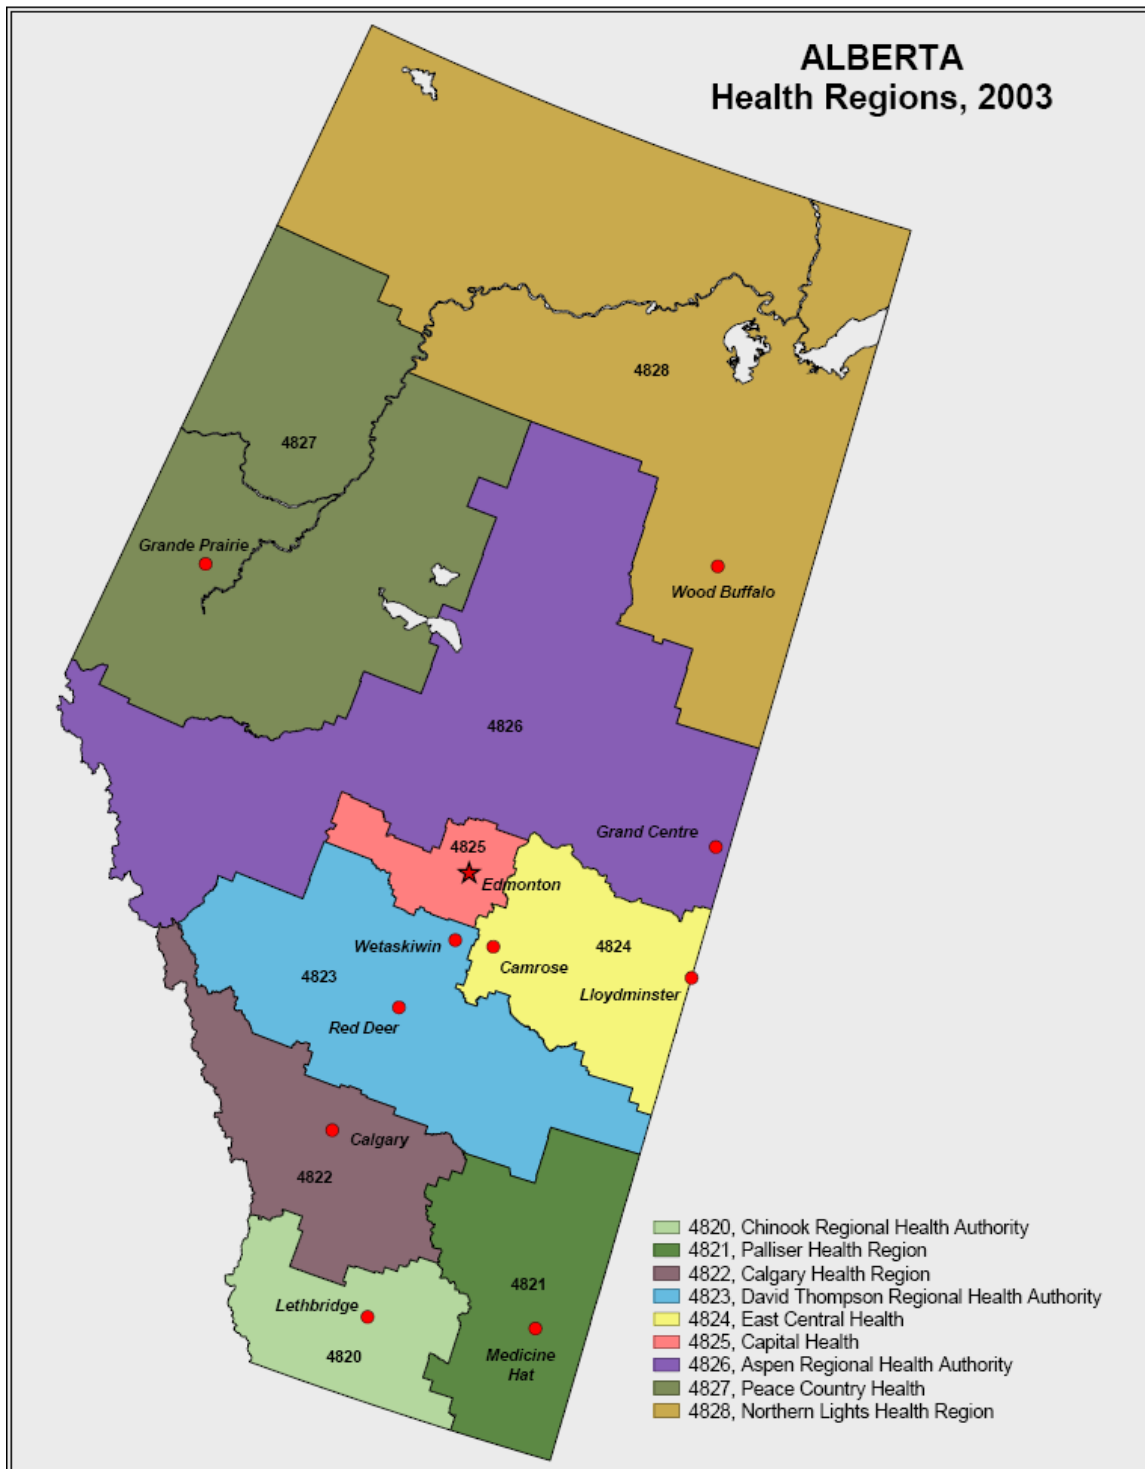 ALBERTA
Health Regions, 2003
4828
4827
Grande Prairie
Wood Buffalo
4826
Grand Centre
4825
Edmonton
Wetaskiwin
4824
Camrose
4823
Lloydminster
Red Deer
Calgary
4822
4821
Lethbridge
4820
Medicine
Hat
4820, Chinook Regional Health Authority
4821, Palliser Health Region
4822, Calgary Health Region
4823, David Thompson Regional Health Authority
4824, East Central Health
4825, Capital Health
4826, Aspen Regional Health Authority
4827, Peace Country Health
4828, Northern Lights Health Region